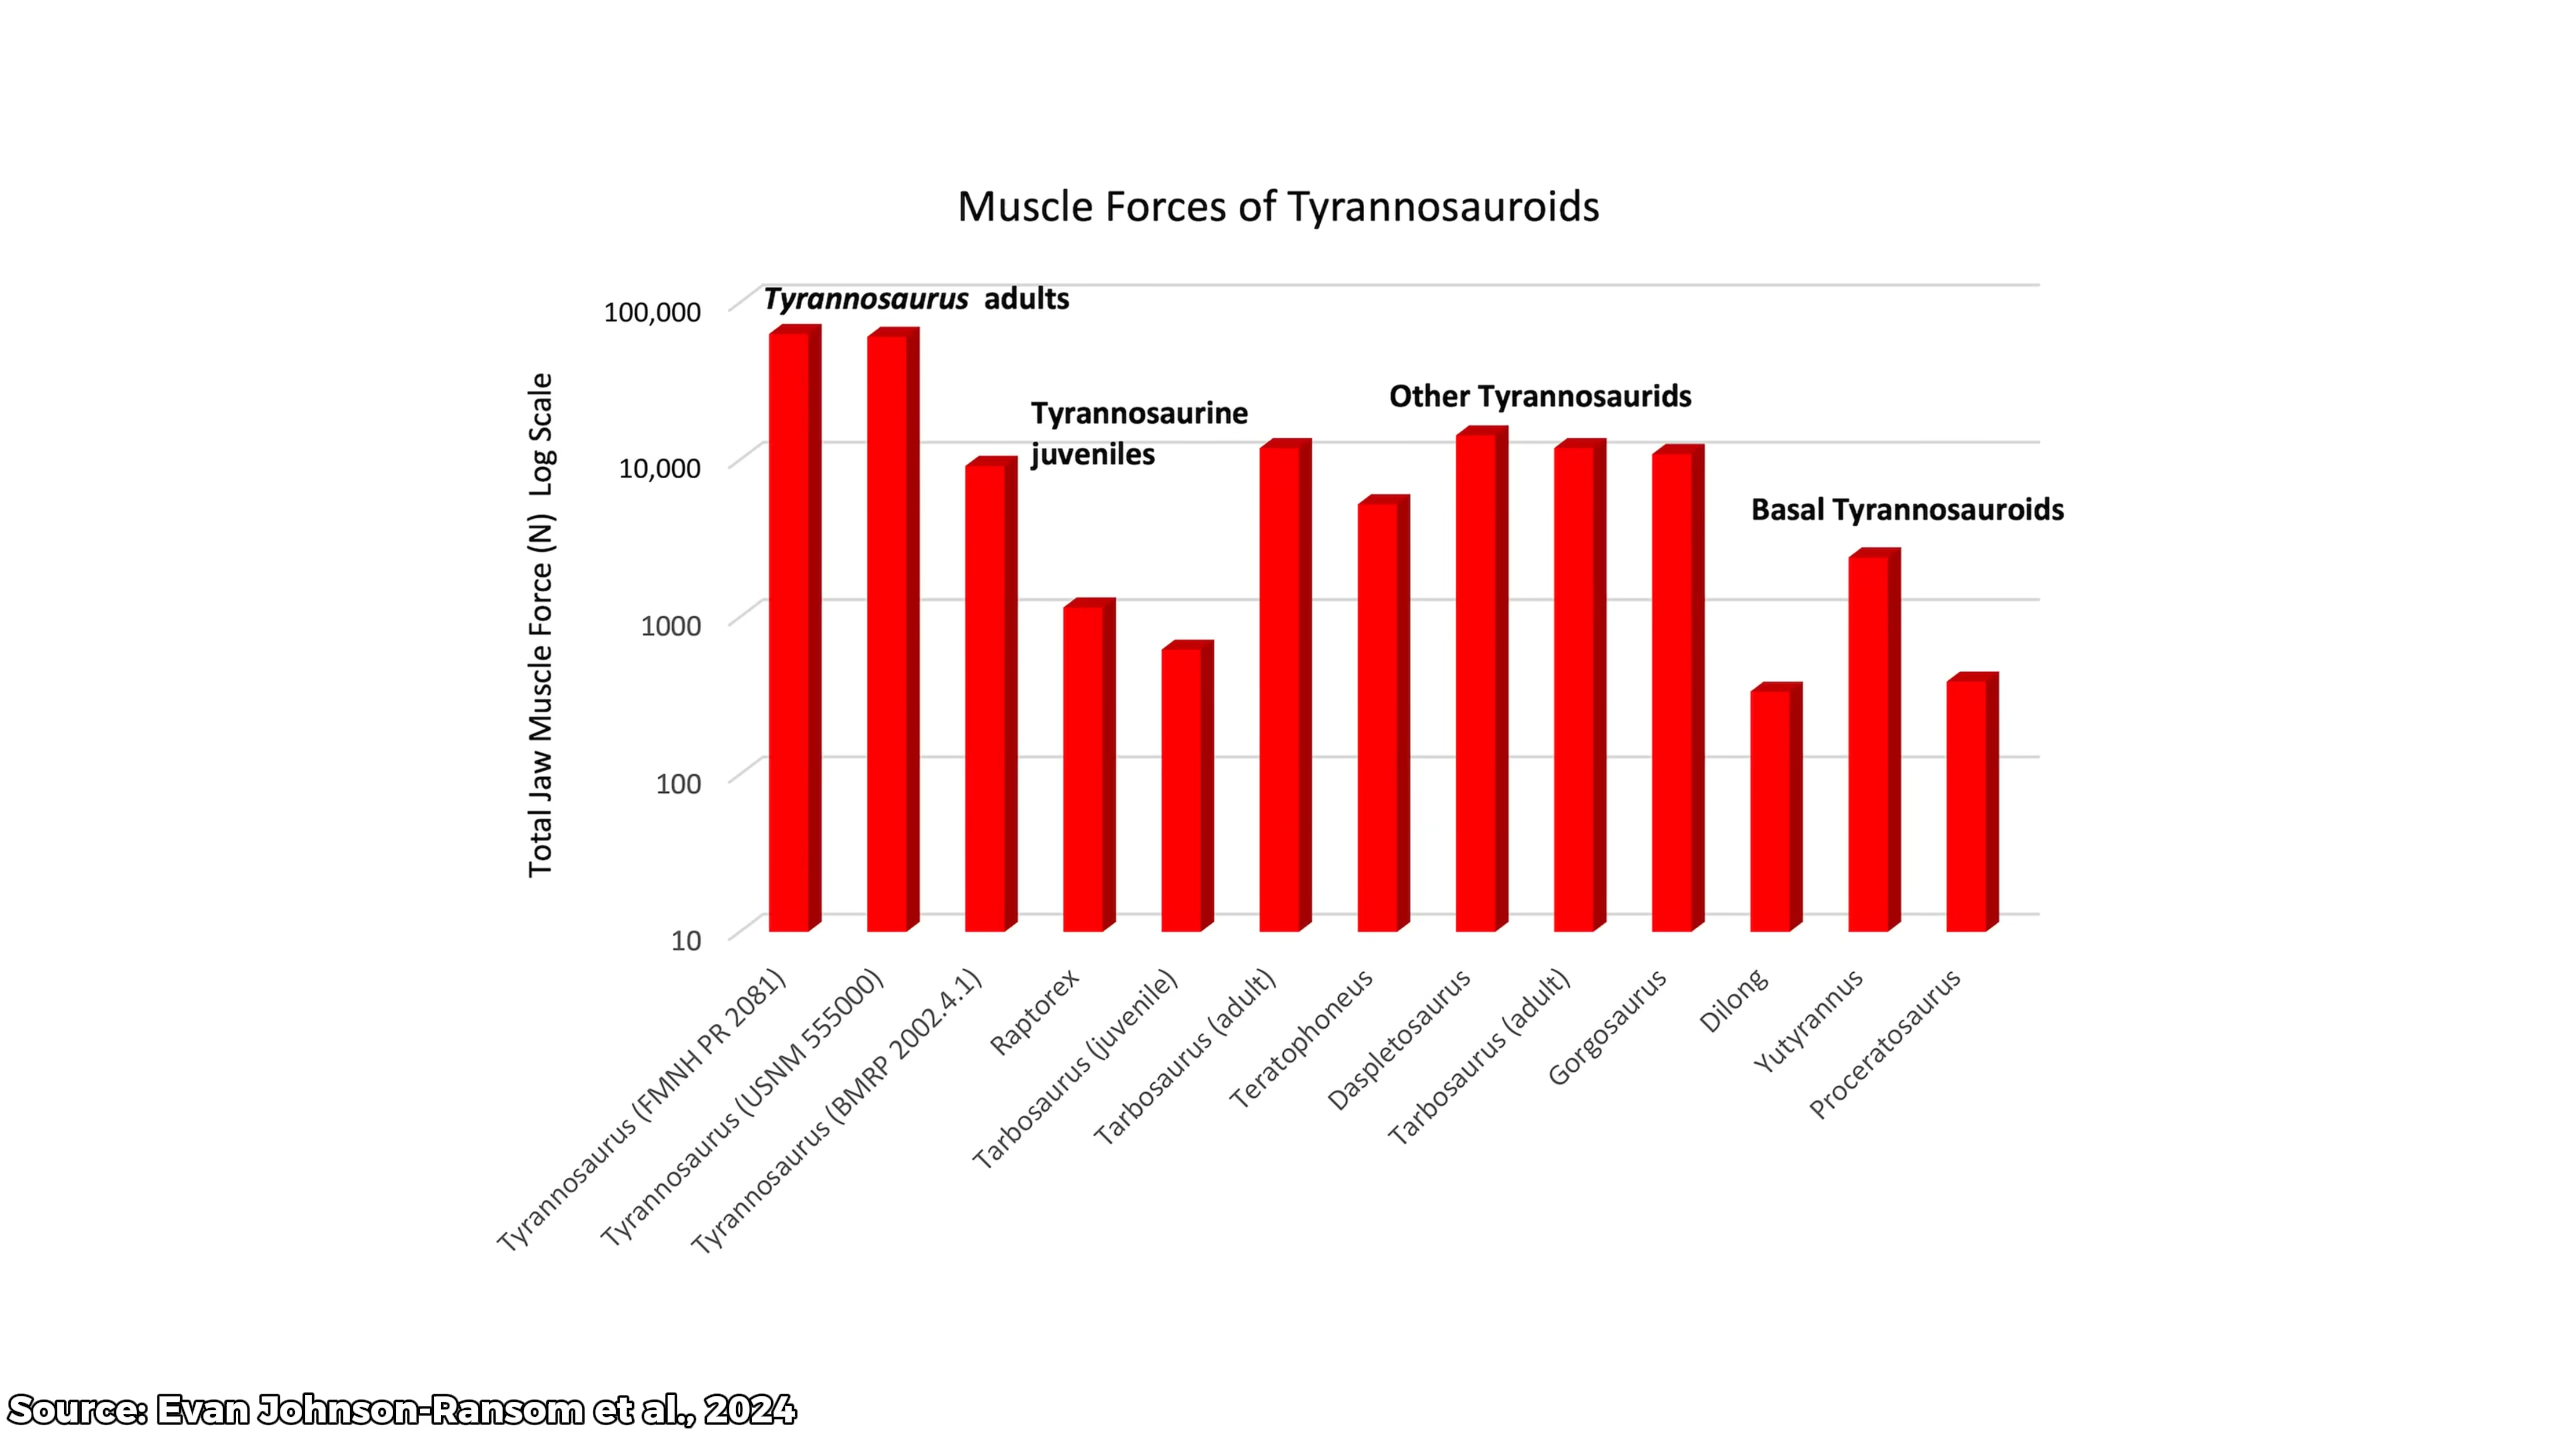 Muscle Forces of Tyrannosauroids
Total Jaw Muscle Force (N)  Log Scale
100,000
10,000
1000
100
10
Tyrannosaurus adults
Tyrannosaurine
juveniles
Other Tyrannosaurids
Basal Tyrannosauroids
Tyrannosaurus (FMNH PR 2081)
Tyrannosaurus (USNM 555000)
Tyrannosaurus (BMRP 2002.4.1)
Raptorex
Tarbosaurus (juvenile)
Tarbosaurus (adult)
Teratophoneus
Daspletosaurus
Tarbosaurus (adult)
Gorgosaurus
Dilong
Yutyrannus
Proceratosaurus
Source: Evan Johnson-Ransom et al., 2024